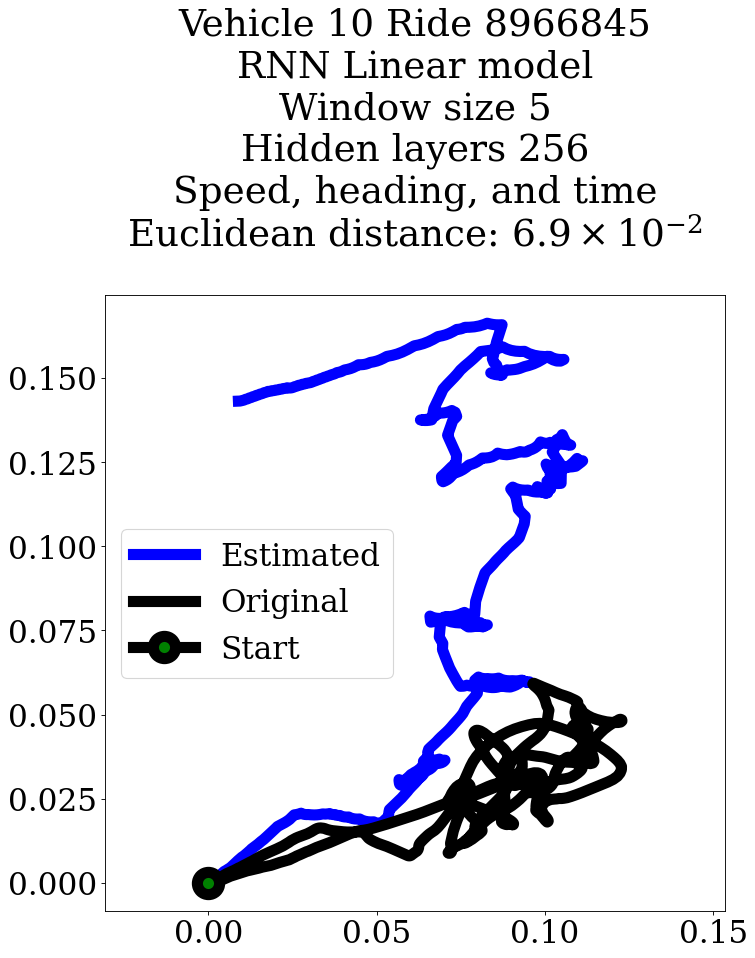 Vehicle 10 Ride 8966845
RNN Linear model
Window size 5
Hidden layers 256
Speed, heading, and time
Euclidean distance: 6.9 × 10⁻²
0.150
0.125
0.100
0.075
0.050
0.025
0.000
Estimated
Original
Start
0.00 0.05 0.10 0.15